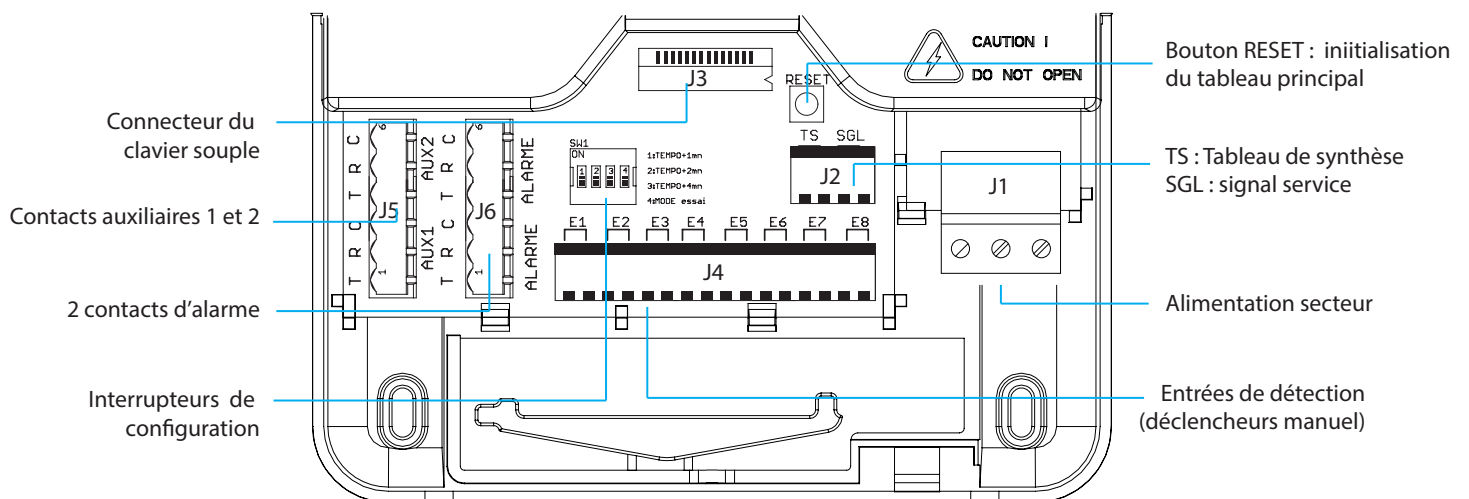 Connecteur du
clavier souple
Contacts auxiliaires 1 et 2
2 contacts d'alarme
Interrupteurs de
configuration
T R C T R C
1
6
J5
AUX1
AUX2
T R C T R C
1
6
J6
ALARME
ALARME
J3
RESET
CAUTION !
DO NOT OPEN
SW1
ON
1 2 3 4
1:TEMPO+1mn
2:TEMPO+2mn
3:TEMPO+4mn
4:MODE essai
TS SGL
J2
E1 E2 E3 E4 E5 E6 E7 E8
J4
J1
Bouton RESET : iniitialisation
du tableau principal
TS : Tableau de synthèse
SGL : signal service
Alimentation secteur
Entrées de détection
(déclencheurs manuel)